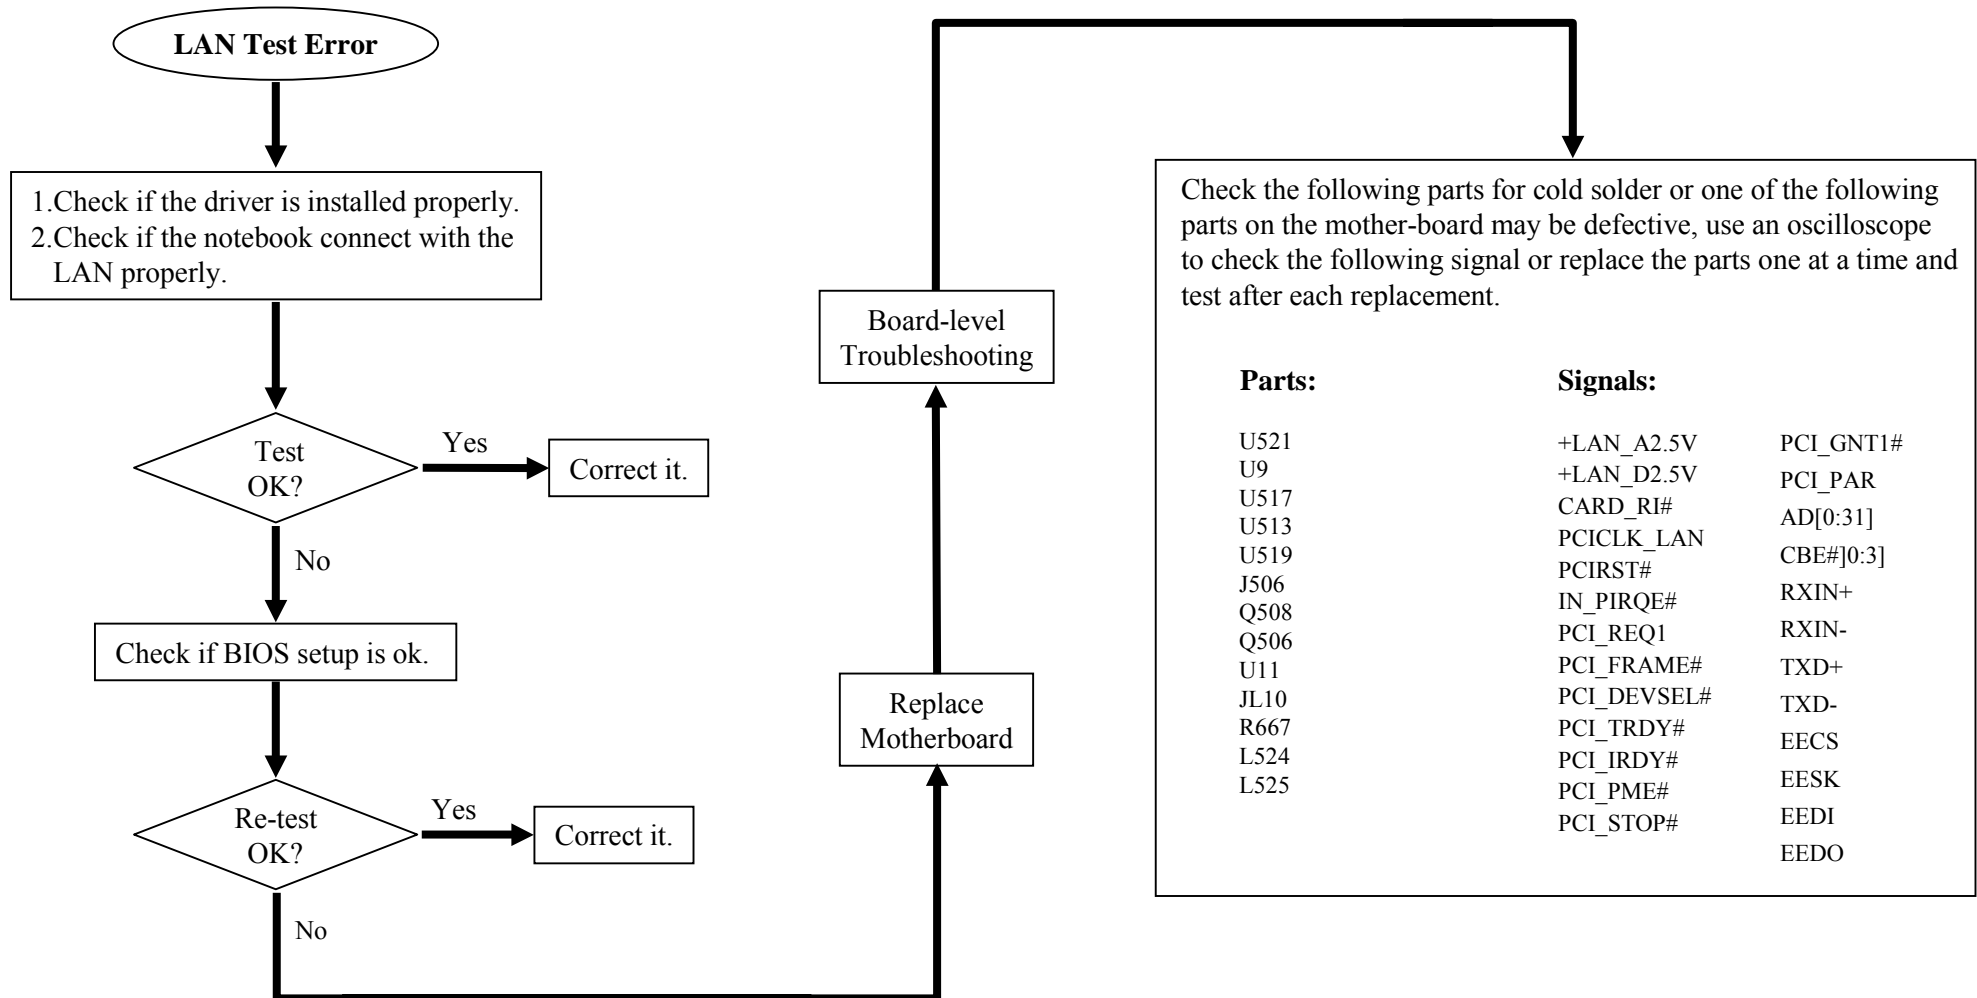 LAN Test Error
1.Check if the driver is installed properly.
2.Check if the notebook connect with the
LAN properly.
Test
OK?
Yes
Correct it.
No
Check if BIOS setup is ok.
Re-test
OK?
Yes
Correct it.
No
Replace
Motherboard
Board-level
Troubleshooting
Check the following parts for cold solder or one of the following
parts on the mother-board may be defective, use an oscilloscope
to check the following signal or replace the parts one at a time and
test after each replacement.
Parts:
U521
U9
U517
U513
U519
J506
Q508
Q506
U11
JL10
R667
L524
L525
Signals:
+LAN_A2.5V
+LAN_D2.5V
CARD_RI#
PCICLK_LAN
PCIRST#
IN_PIRQE#
PCI_REQ1
PCI_FRAME#
PCI_DEVSEL#
PCI_TRDY#
PCI_IRDY#
PCI_PME#
PCI_STOP#
PCI_GNT1#
PCI_PAR
AD[0:31]
CBE#]0:3]
RXIN+
RXIN-
TXD+
TXD-
EECS
EESK
EEDI
EEDO